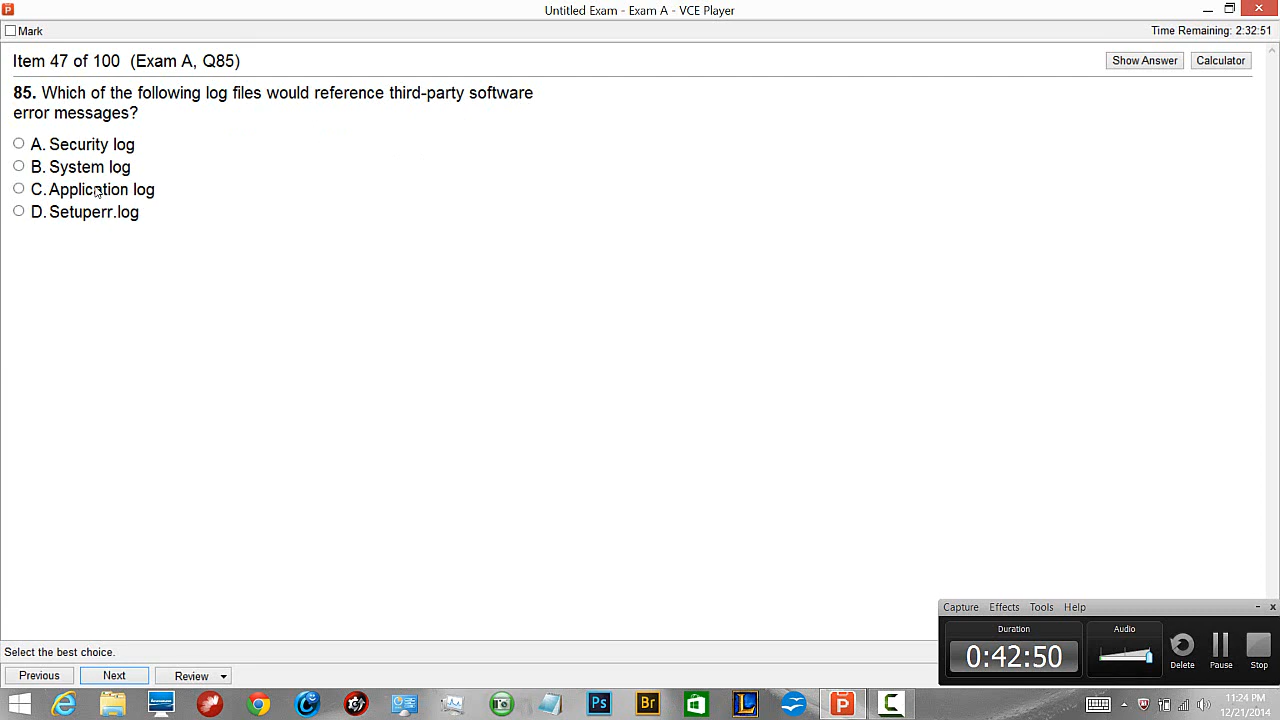 Untitled Exam - Exam A - VCE Player
Mark
Time Remaining: 2:32:51
Item 47 of 100 (Exam A, Q85)
Show Answer
Calculator
85. Which of the following log files would reference third-party software
error messages?
A. Security log
B. System log
C. Application log
D. Setuperr.log
Capture Effects Tools Help
Duration
Audio
0:42:50
Delete
Pause
Stop
Select the best choice.
Previous
Next
Review
Ps
Br
11:24 PM
12/21/2014